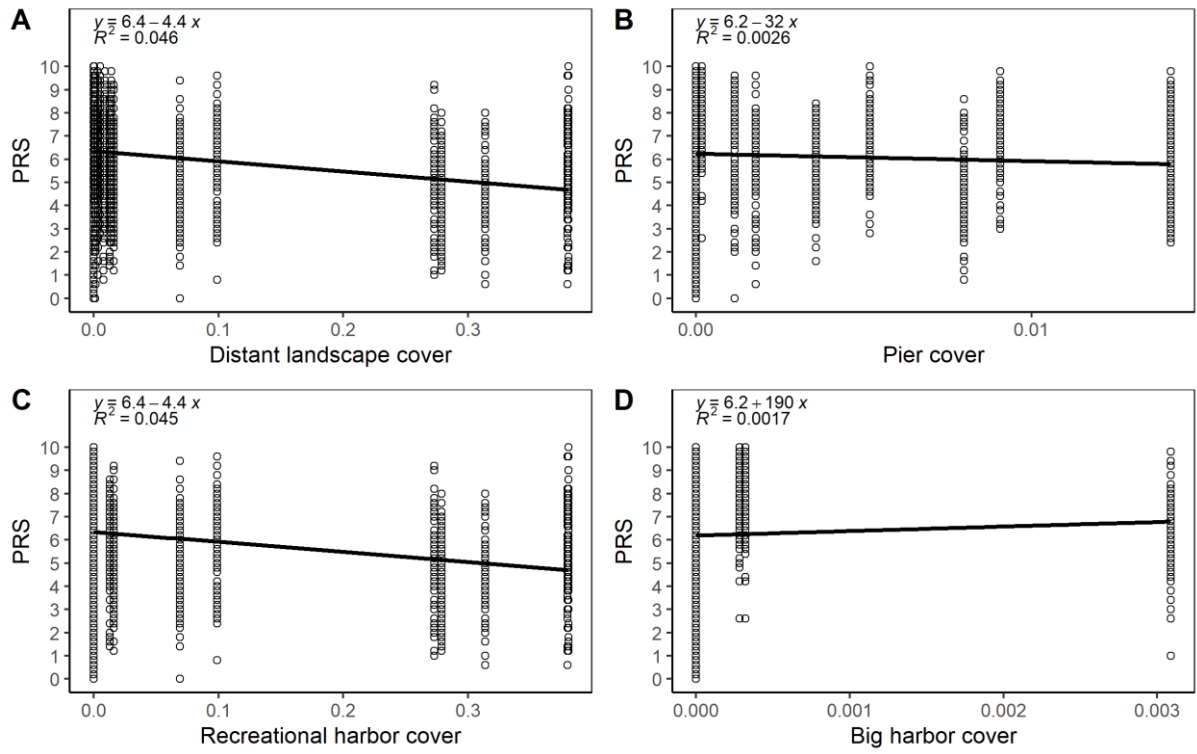 A
y = 6.4 − 4.4 x
R² = 0.046
PRS
10
9
8
7
6
5
4
3
2
1
0
0.0 0.1 0.2 0.3
Distant landscape cover
B
y = 6.2 − 32 x
R² = 0.0026
PRS
10
9
8
7
6
5
4
3
2
1
0
0.00 0.01
Pier cover
C
y = 6.4 − 4.4 x
R² = 0.045
PRS
10
9
8
7
6
5
4
3
2
1
0
0.0 0.1 0.2 0.3
Recreational harbor cover
D
y = 6.2 + 190 x
R² = 0.0017
PRS
10
9
8
7
6
5
4
3
2
1
0
0.000 0.001 0.002 0.003
Big harbor cover